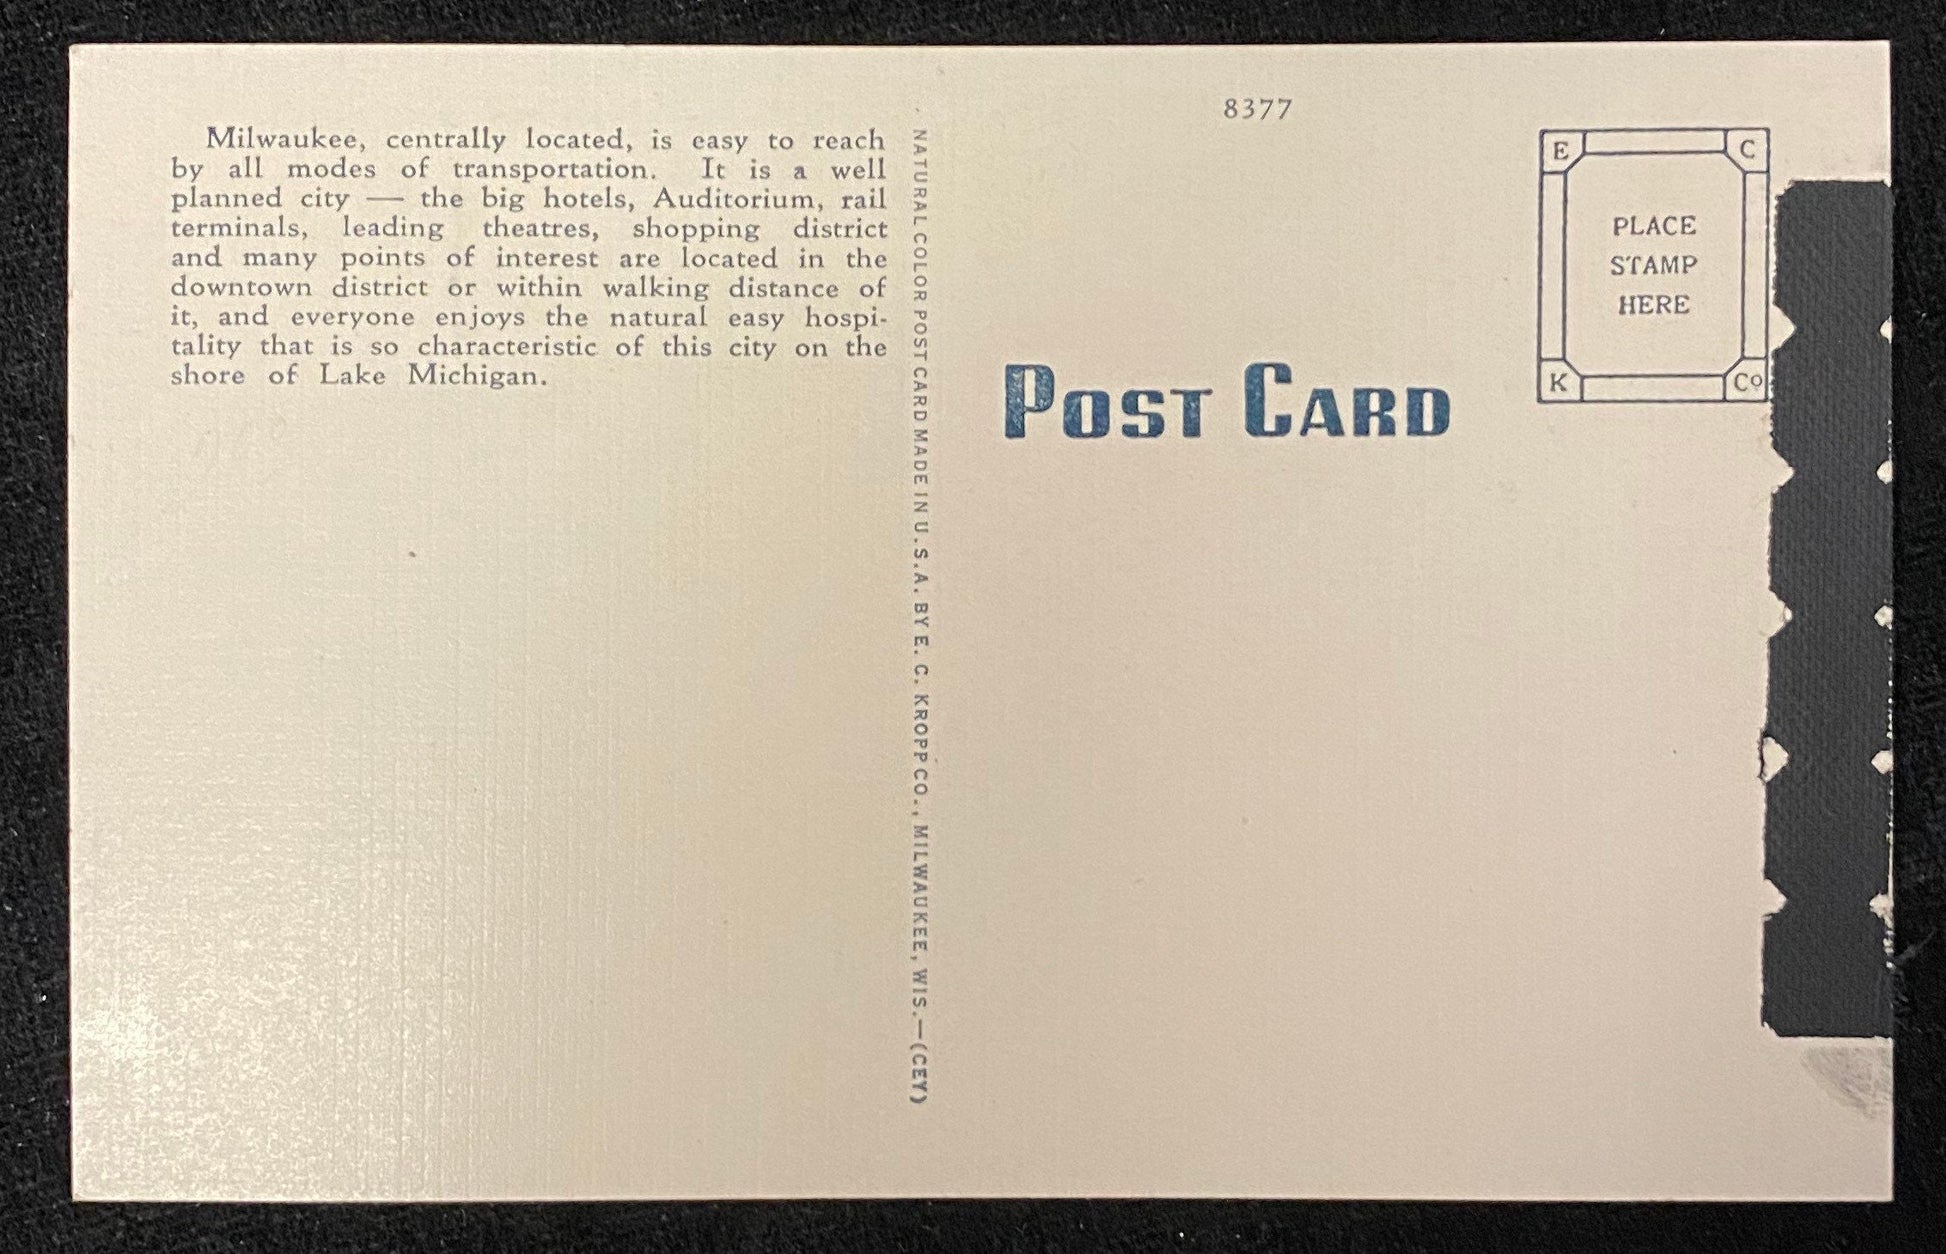 Milwaukee, centrally located, is easy to reach
by all modes of transportation. It is a well
planned city — the big hotels, Auditorium, rail
terminals, leading theatres, shopping district
and many points of interest are located in the
downtown district or within walking distance of
it, and everyone enjoys the natural easy hospi-
tality that is so characteristic of this city on the
shore of Lake Michigan.
NATURAL COLOR POST CARD MADE IN U.S.A. BY E. C. KROPP CO., MILWAUKEE, WIS.—(CEY)
8377
POST CARD
E C
PLACE
STAMP
HERE
K Co